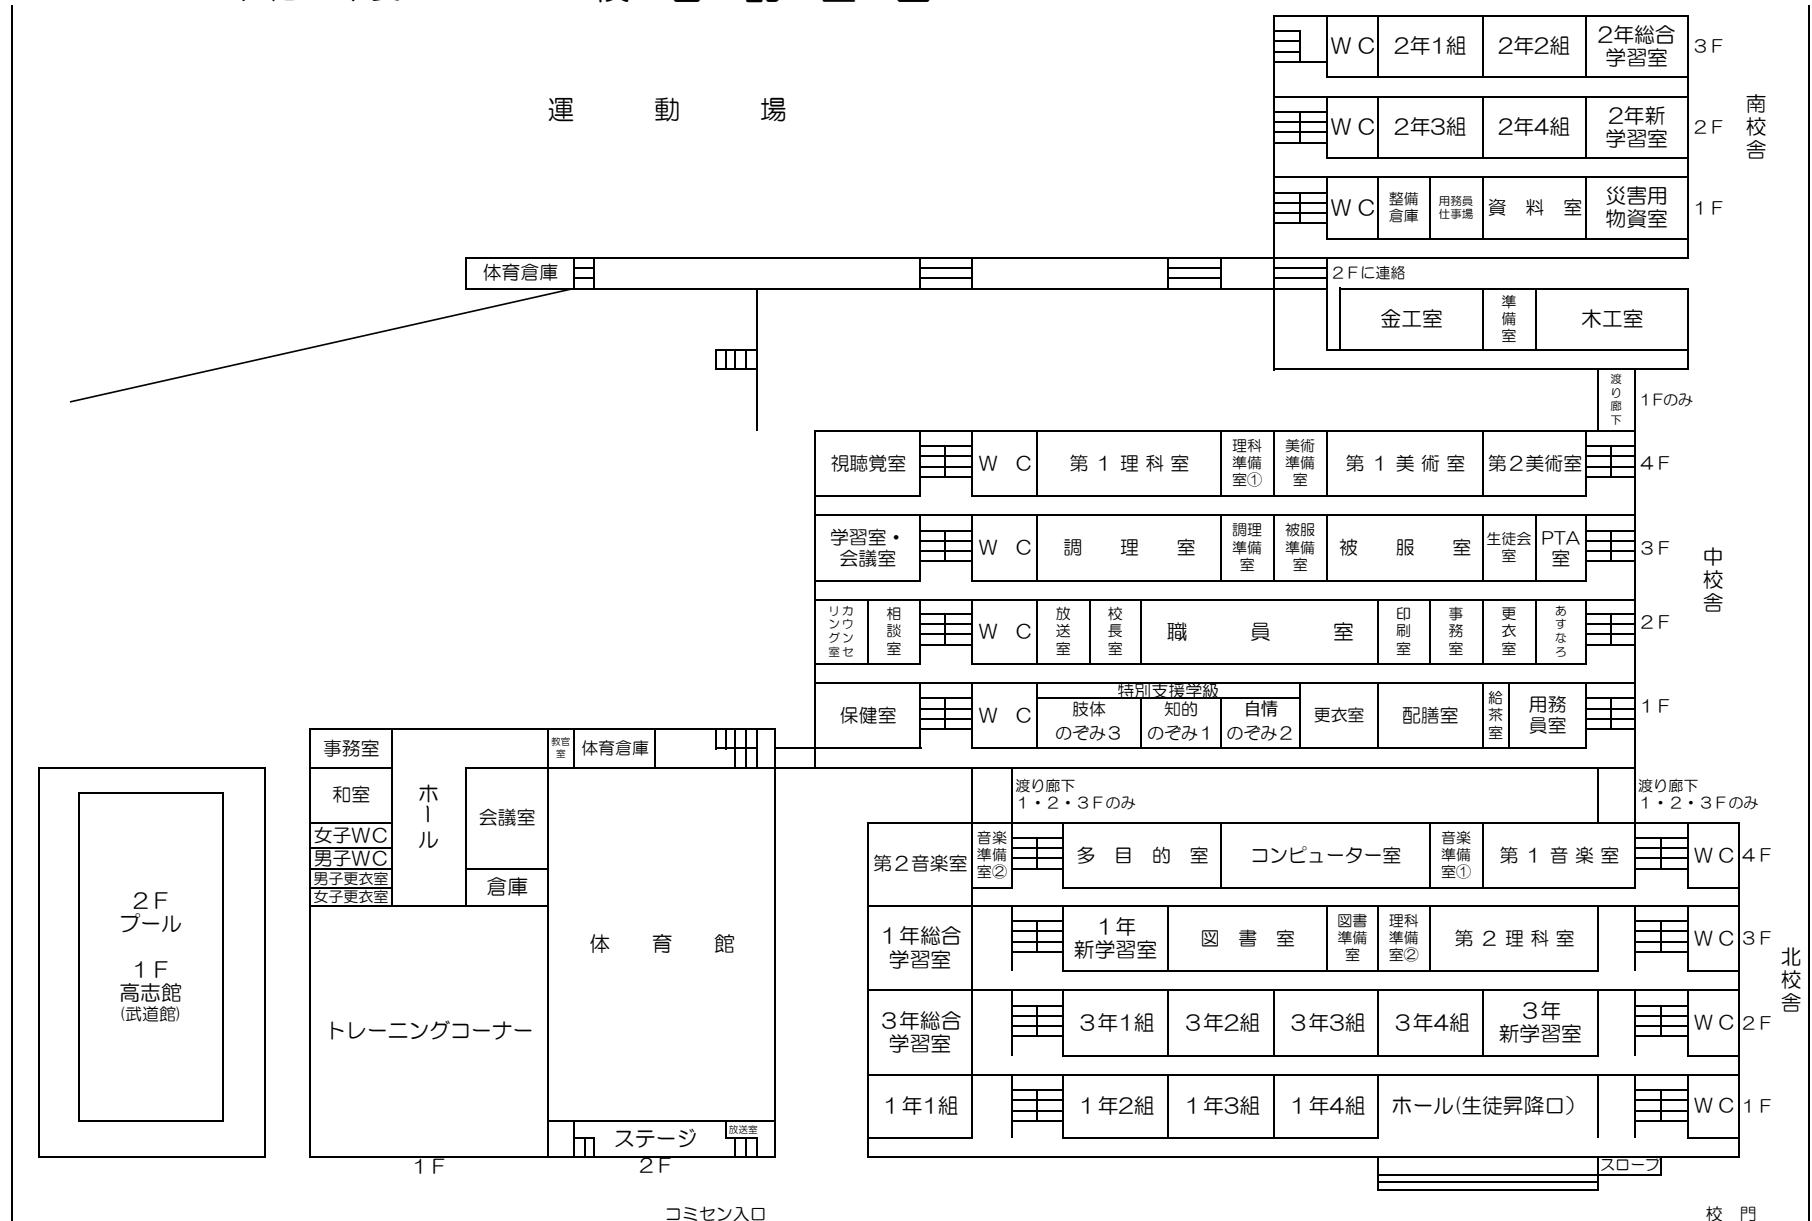 WC 2年1組 2年2組 2年総合 3F
学習室
運動場
南校舎
WC 2年3組 2年4組 2年新 2F
学習室
WC 整備 用務員 資料室 災害用 1F
倉庫 仕事場 物資室
体育倉庫 2Fに連絡
金工室 準備室 木工室
渡り廊下 1Fのみ
視聴覚室 WC 第1理科室 理科 美術 第1美術室 第2美術室 4F
準備 準備
室① 室
学習室・ WC 調理室 調理 被服 被服室 生徒会 PTA 3F
会議室 準備 準備 室 室
室 室
中校舎
カウンセ 相談室 WC 放送室 校長室 職員室 印刷室 事務室 更衣室 あすなろ 2F
リングン
室
特別支援学級
保健室 WC 肢体 知的 自情 更衣室 配膳室 給茶室 用務 1F
のぞみ3 のぞみ1 のぞみ2 員室
事務室 教官室 体育倉庫
和室 ホール 会議室
女子WC
男子WC
男子更衣室 倉庫
女子更衣室
体育館
トレーニングコーナー
ステージ 放送室
1F 2F
2F
プール
1F
高志館
(武道館)
渡り廊下 渡り廊下
1・2・3Fのみ 1・2・3Fのみ
第2音楽室 音楽 多目的室 コンピューター室 音楽 第1音楽室 WC 4F
準備 準備
室② 室①
1年総合 1年 図書室 図書 理科 第2理科室 WC 3F
学習室 新学習室 準備 準備
室 室②
北校舎
3年総合 3年1組 3年2組 3年3組 3年4組 3年 WC 2F
学習室 新学習室
1年1組 1年2組 1年3組 1年4組 ホール(生徒昇降口) WC 1F
スロープ
コミセン入口 校門